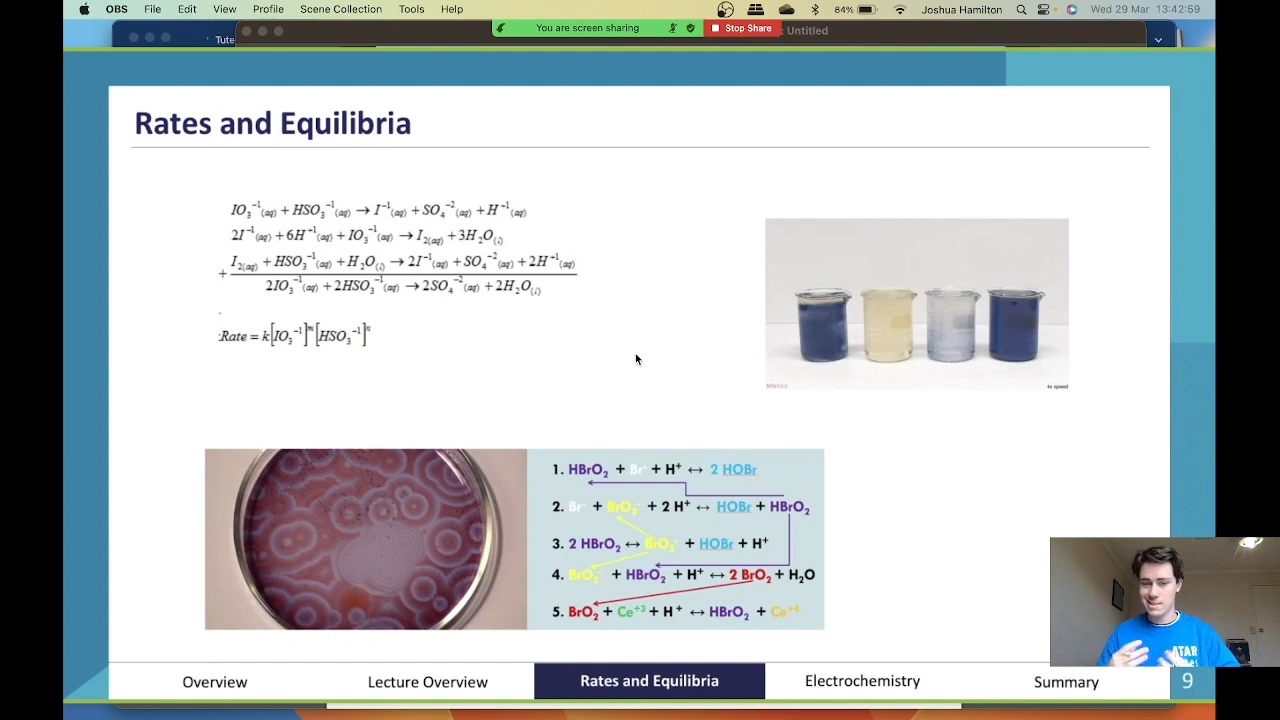 OBS File Edit View Profile Scene Collection Tools Help 84% Joshua Hamilton Wed 29 Mar 13:42:59
Tute You are screen sharing Stop Share : Untitled
Rates and Equilibria
IO₃⁻¹(aq) + HSO₃⁻¹(aq) → I⁻¹(aq) + SO₄⁻²(aq) + H⁺¹(aq)
2I⁻¹(aq) + 6H⁺¹(aq) + IO₃⁻¹(aq) → I₂(aq) + 3H₂O(l)
+ I₂(aq) + HSO₃⁻¹(aq) + H₂O(l) → 2I⁻¹(aq) + SO₄⁻²(aq) + 2H⁺¹(aq)
2IO₃⁻¹(aq) + 2HSO₃⁻¹(aq) → 2SO₄⁻²(aq) + 2H₂O(l)
:Rate = k[IO₃⁻¹]ᵐ[HSO₃⁻¹]ⁿ
NileRed 4x speed
1. HBrO₂ + Br⁻ + H⁺ ↔ 2 HOBr
2. Br⁻ + BrO₃⁻ + 2 H⁺ ↔ HOBr + HBrO₂
3. 2 HBrO₂ ↔ BrO₃⁻ + HOBr + H⁺
4. BrO₃⁻ + HBrO₂ + H⁺ ↔ 2 BrO₂ + H₂O
5. BrO₂ + Ce⁺³ + H⁺ ↔ HBrO₂ + Ce⁺⁴
ATAR
Overview Lecture Overview Rates and Equilibria Electrochemistry Summary 9